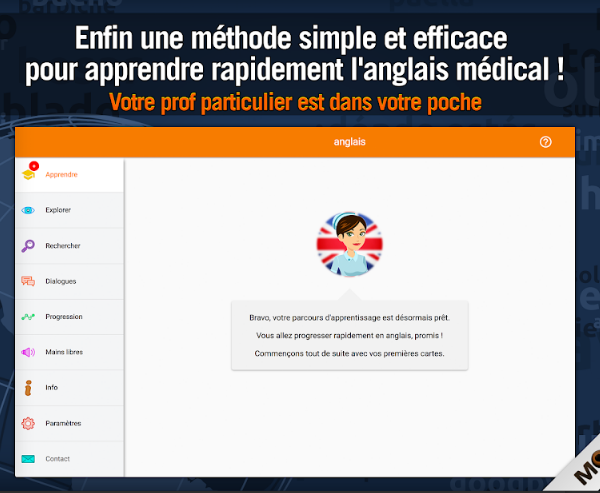 Enfin une méthode simple et efficace
pour apprendre rapidement l'anglais médical !
Votre prof particulier est dans votre poche
anglais
Apprendre
Explorer
Rechercher
Dialogues
Progression
Mains libres
Info
Paramètres
Contact
Bravo, votre parcours d'apprentissage est désormais prêt.
Vous allez progresser rapidement en anglais, promis !
Commençons tout de suite avec vos premières cartes.